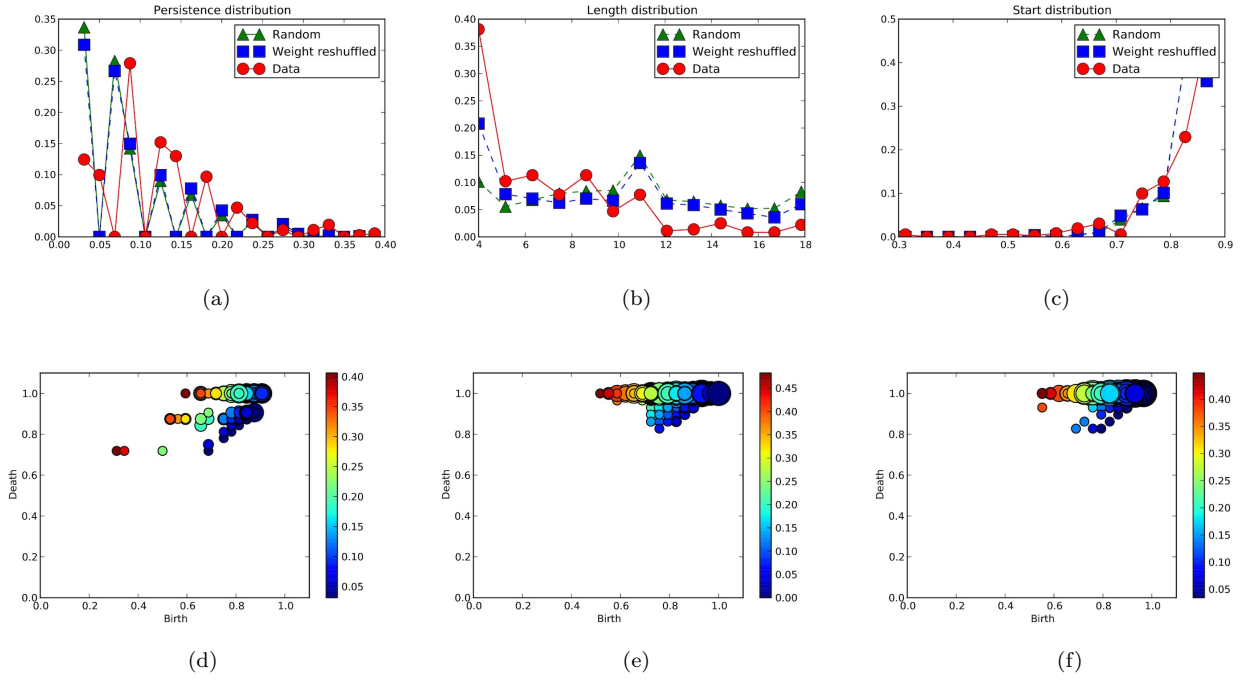 Persistence distribution
0.35
0.30
0.25
0.20
0.15
0.10
0.05
0.00
0.00 0.05 0.10 0.15 0.20 0.25 0.30 0.35 0.40
Random
Weight reshuffled
Data
(a)
Length distribution
0.40
0.35
0.30
0.25
0.20
0.15
0.10
0.05
0.00
4 6 8 10 12 14 16 18
Random
Weight reshuffled
Data
(b)
Start distribution
0.5
0.4
0.3
0.2
0.1
0.0
0.3 0.4 0.5 0.6 0.7 0.8 0.9
Random
Weight reshuffled
Data
(c)
Death
1.0
0.8
0.6
0.4
0.2
0.0
0.0 0.2 0.4 0.6 0.8 1.0
Birth
0.40
0.35
0.30
0.25
0.20
0.15
0.10
0.05
(d)
Death
1.0
0.8
0.6
0.4
0.2
0.0
0.0 0.2 0.4 0.6 0.8 1.0
Birth
0.45
0.40
0.35
0.30
0.25
0.20
0.15
0.10
0.05
0.00
(e)
Death
1.0
0.8
0.6
0.4
0.2
0.0
0.0 0.2 0.4 0.6 0.8 1.0
Birth
0.40
0.35
0.30
0.25
0.20
0.15
0.10
0.05
(f)